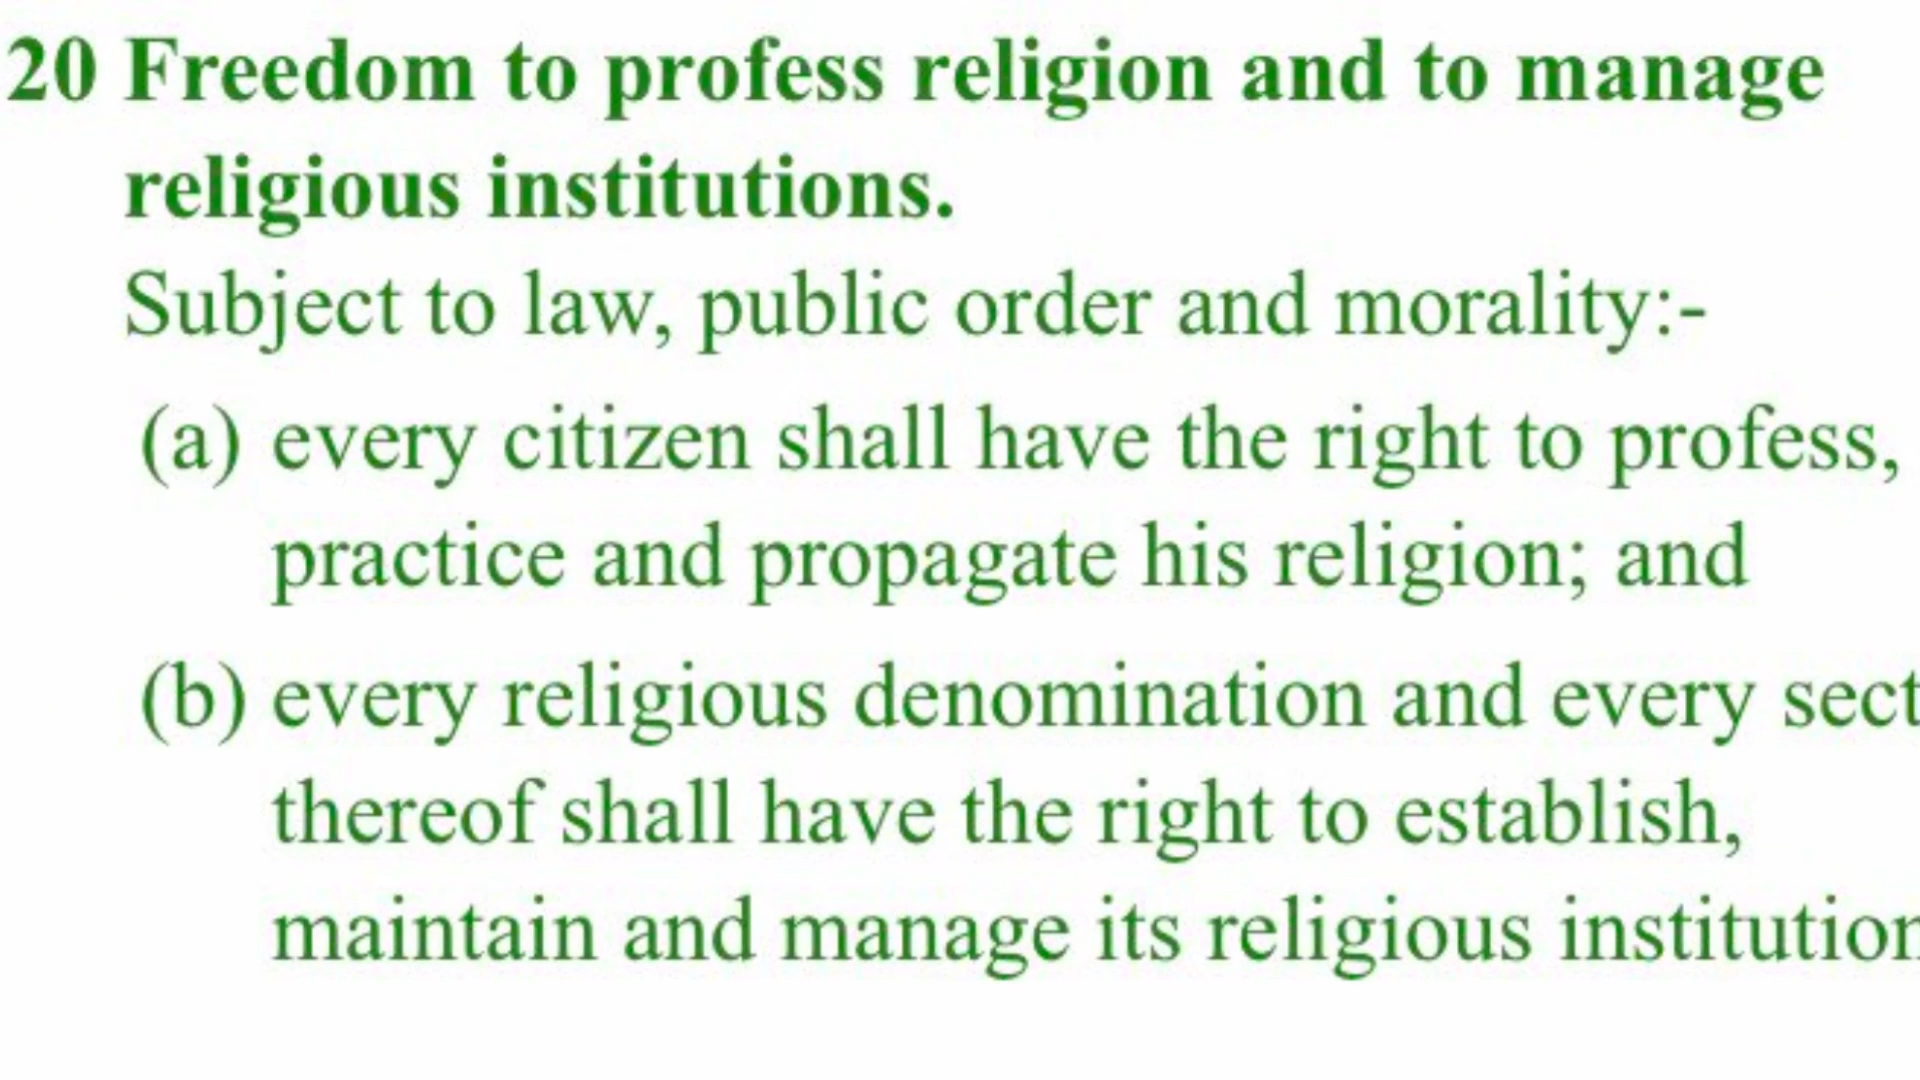 20 Freedom to profess religion and to manage
religious institutions.
Subject to law, public order and morality:-
(a) every citizen shall have the right to profess,
practice and propagate his religion; and
(b) every religious denomination and every sect
thereof shall have the right to establish,
maintain and manage its religious institution